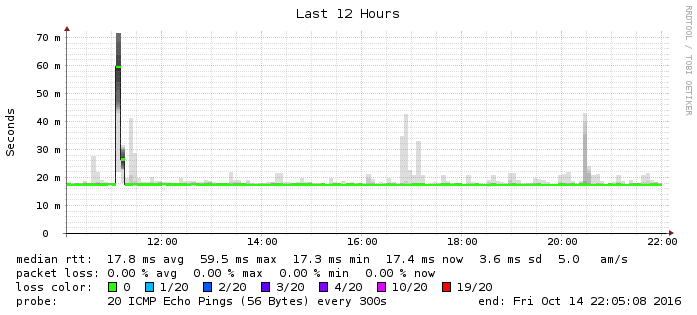 Last 12 Hours
RRDTOOL / TOBI OETIKER
Seconds
70 m
60 m
50 m
40 m
30 m
20 m
10 m
0
12:00 14:00 16:00 18:00 20:00 22:00
median rtt: 17.8 ms avg 59.5 ms max 17.3 ms min 17.4 ms now 3.6 ms sd 5.0 am/s
packet loss: 0.00 % avg 0.00 % max 0.00 % min 0.00 % now
loss color: 0 1/20 2/20 3/20 4/20 10/20 19/20
probe: 20 ICMP Echo Pings (56 Bytes) every 300s end: Fri Oct 14 22:05:08 2016